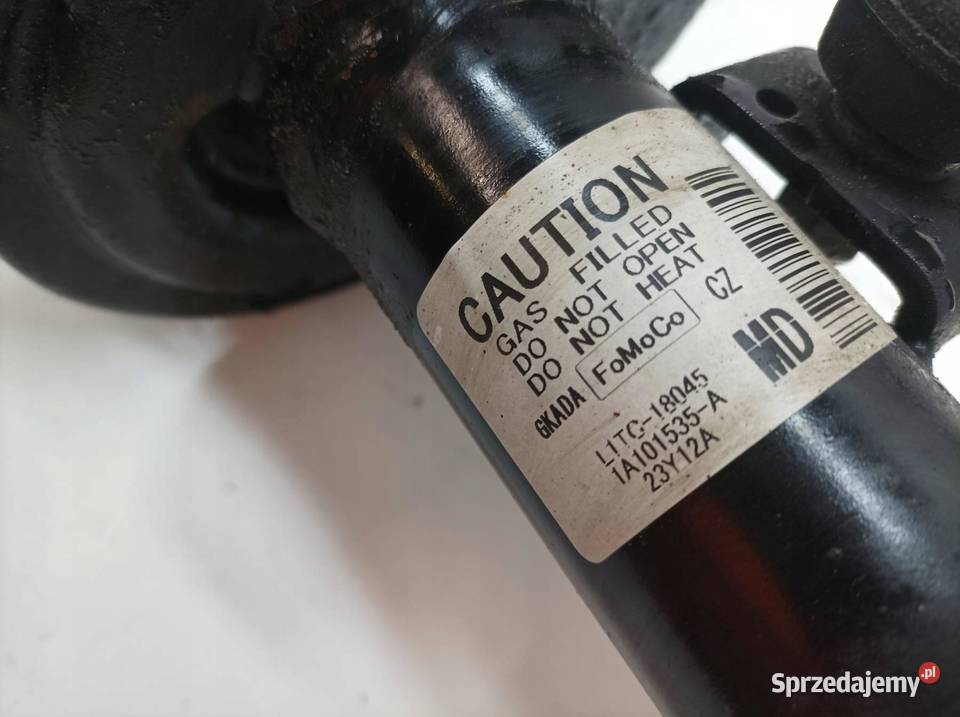 CAUTION
GAS FILLED
DO NOT OPEN
DO NOT HEAT
GKADA FoMoCo CZ
MD
L1TC-18045
1A101535-A
23Y12A
Sprzedajemy.pl